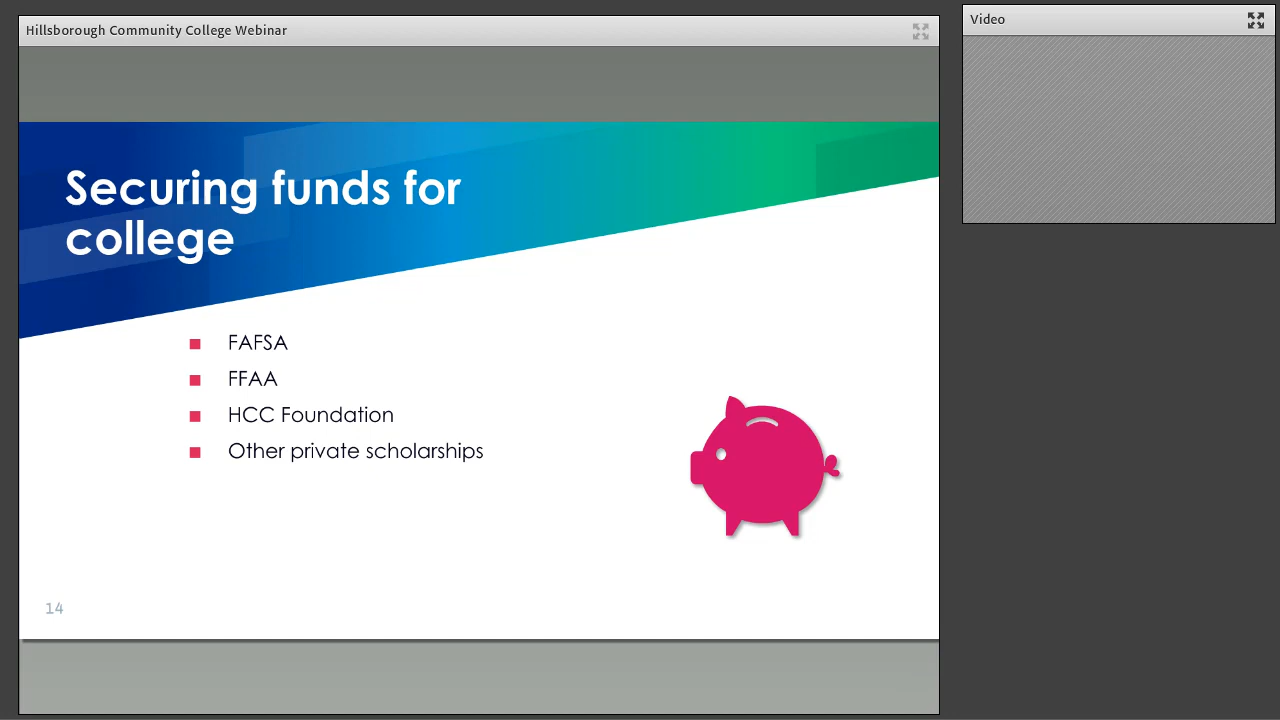 Hillsborough Community College Webinar
Video
Securing funds for
college
FAFSA
FFAA
HCC Foundation
Other private scholarships
14